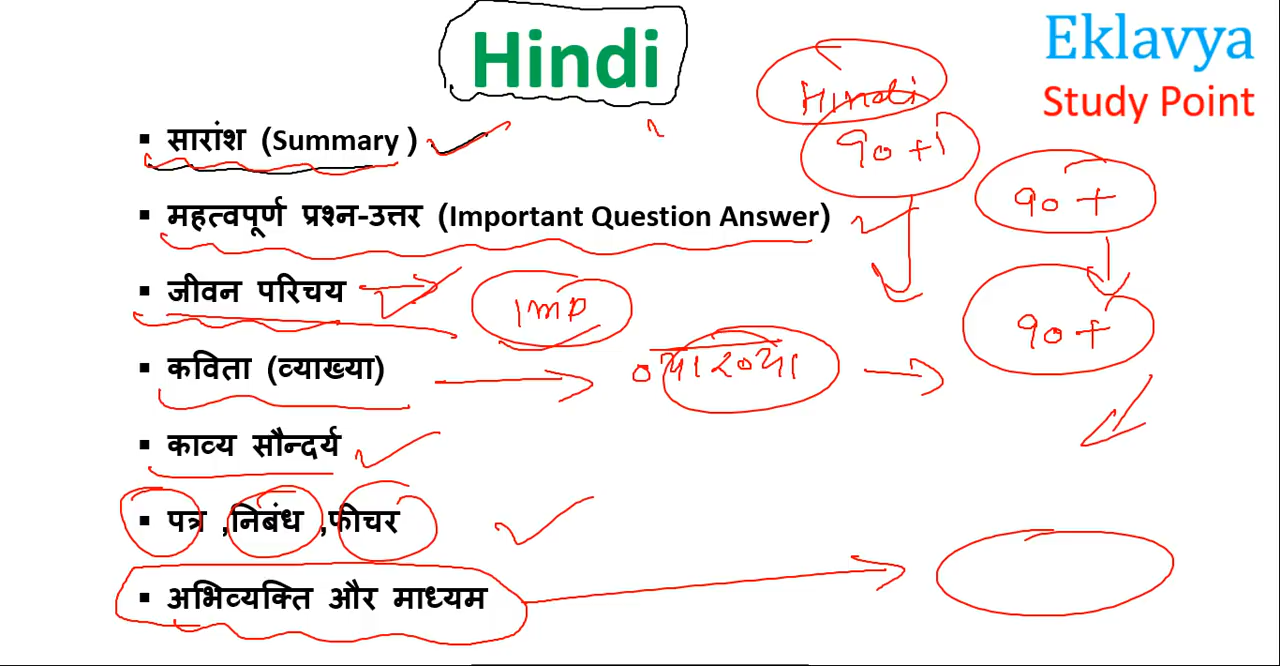 Hindi
Eklavya
Study Point
Hindi
90+
90+
▪ सारांश (Summary )
▪ महत्वपूर्ण प्रश्न-उत्तर (Important Question Answer)
▪ जीवन परिचय
IMP
90+
▪ कविता (व्याख्या)
▪ काव्य सौन्दर्य
▪ पत्र ,निबंध ,फीचर
▪ अभिव्यक्ति और माध्यम